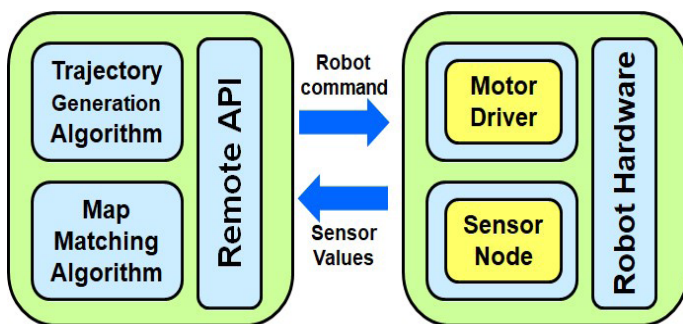 Trajectory
Generation
Algorithm
Map
Matching
Algorithm
Remote API
Robot
command
Sensor
Values
Motor
Driver
Sensor
Node
Robot Hardware